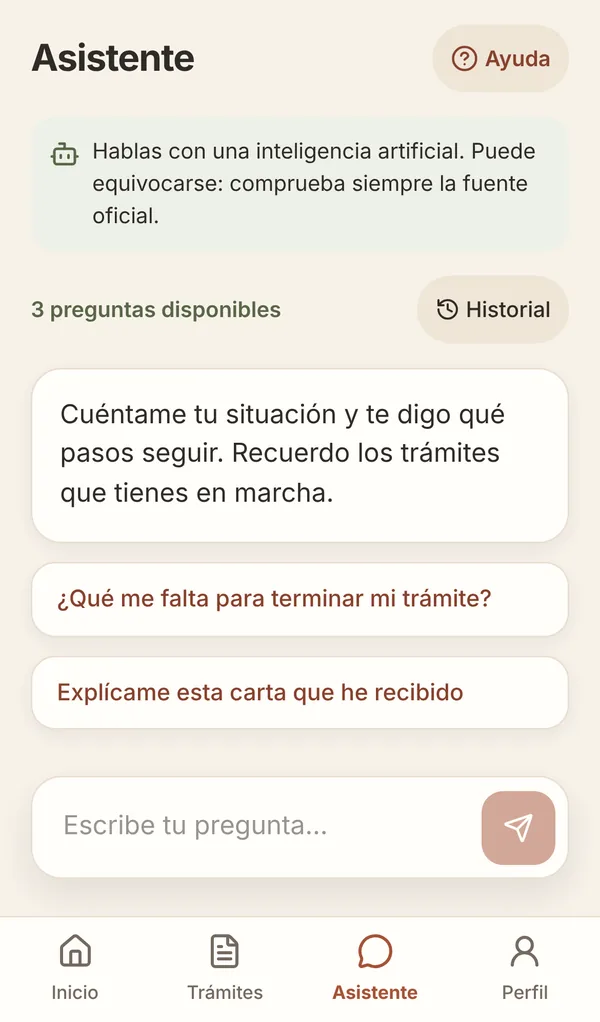 Asistente
Ayuda
Hablas con una inteligencia artificial. Puede
equivocarse: comprueba siempre la fuente
oficial.
3 preguntas disponibles
Historial
Cuéntame tu situación y te digo qué
pasos seguir. Recuerdo los trámites
que tienes en marcha.
¿Qué me falta para terminar mi trámite?
Explícame esta carta que he recibido
Escribe tu pregunta...
Inicio
Trámites
Asistente
Perfil